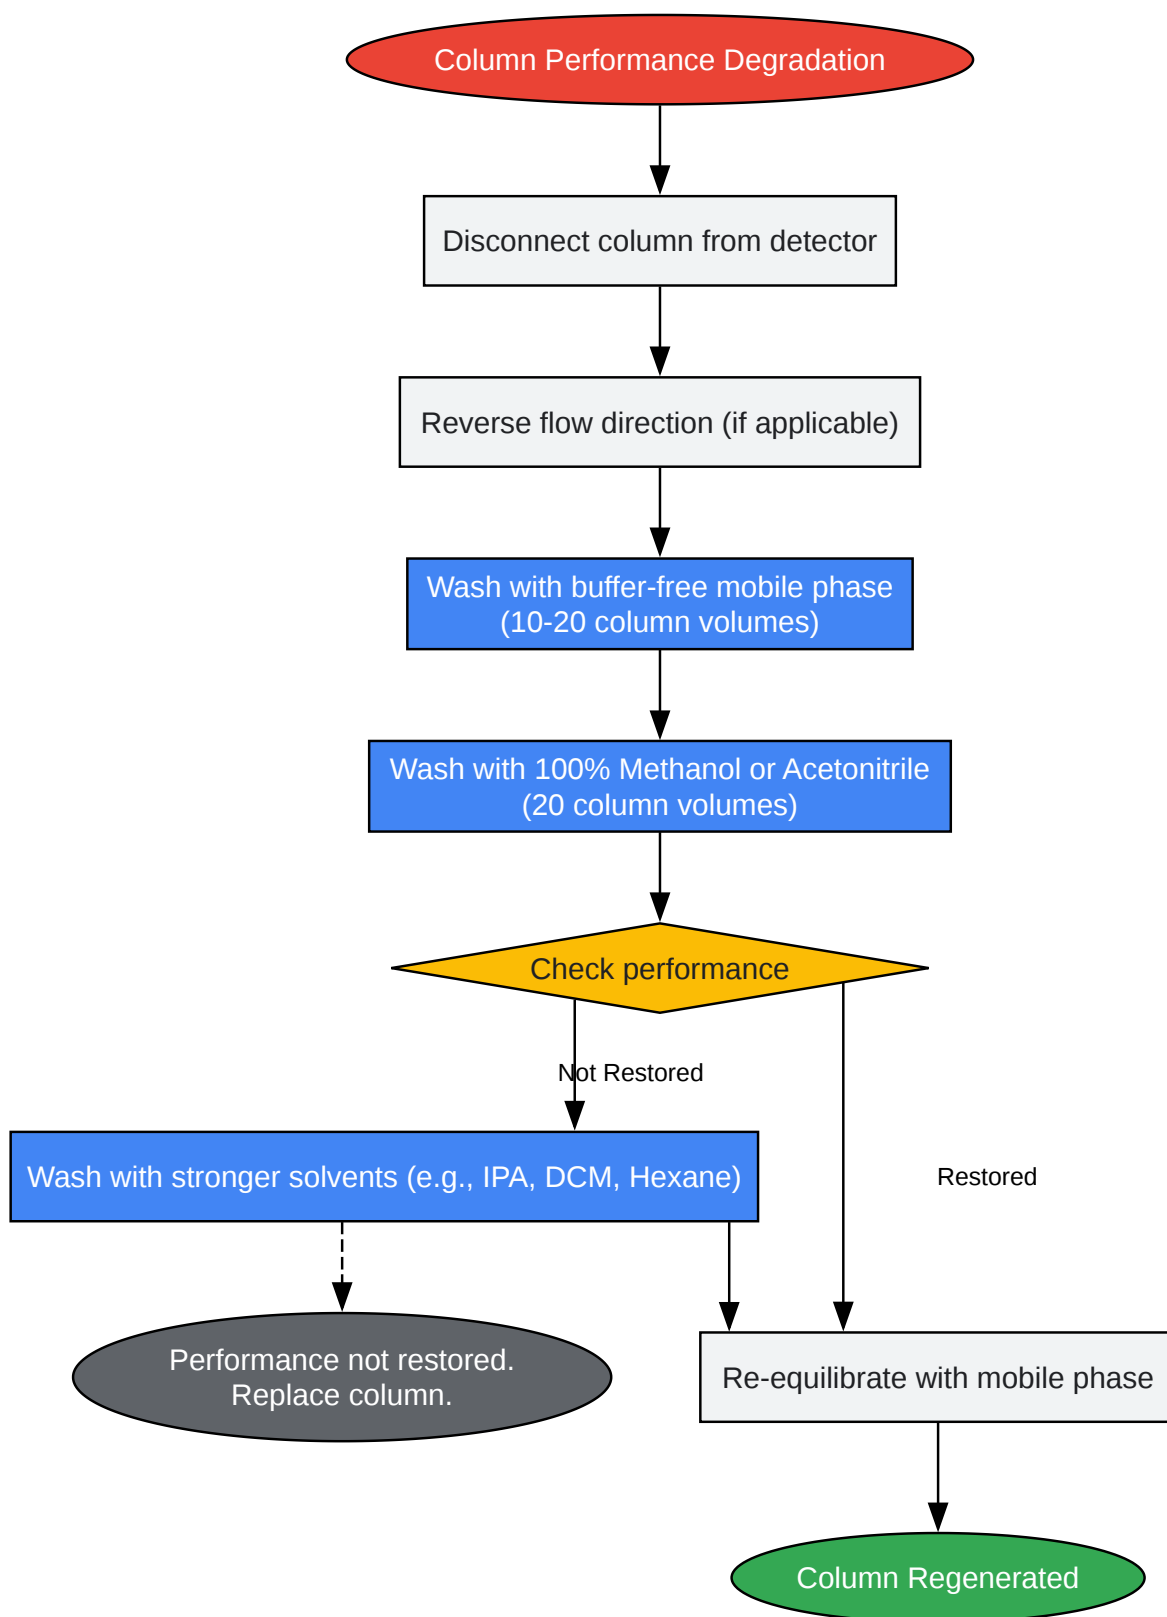 Column Performance Degradation
Disconnect column from detector
Reverse flow direction (if applicable)
Wash with buffer-free mobile phase
(10-20 column volumes)
Wash with 100% Methanol or Acetonitrile
(20 column volumes)
Check performance
Not Restored
Wash with stronger solvents (e.g., IPA, DCM, Hexane)
Restored
Performance not restored.
Replace column.
Re-equilibrate with mobile phase
Column Regenerated